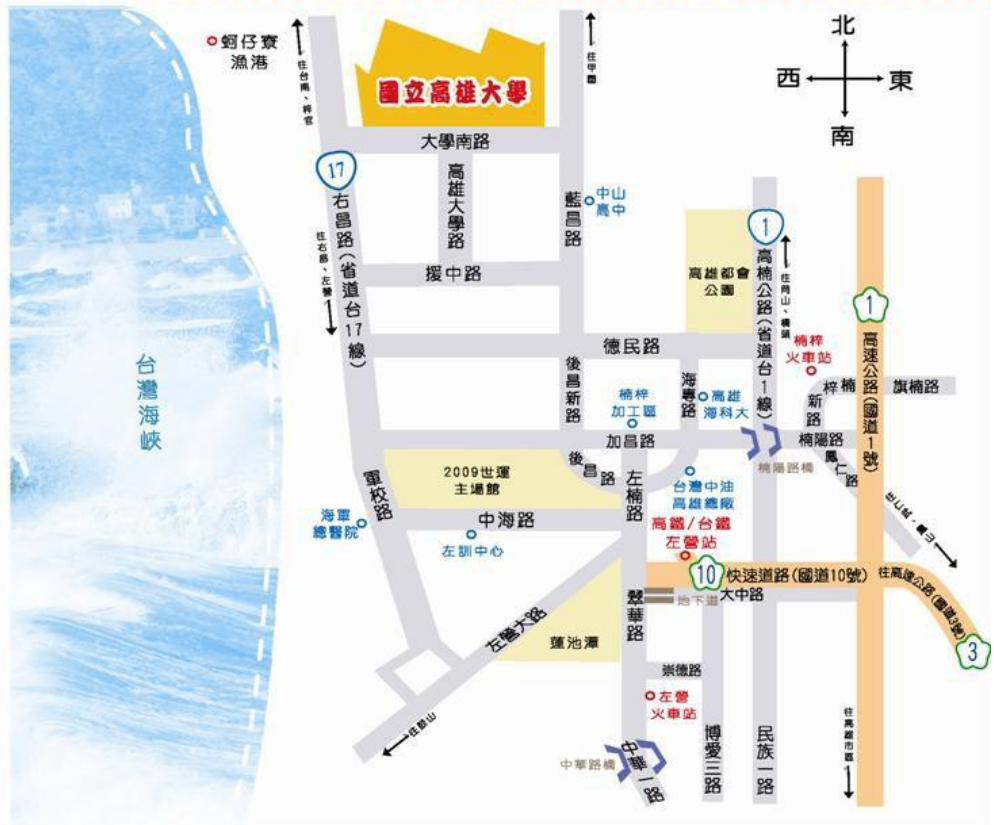 蚵仔寮
漁港
往台南、梓官
國立高雄大學
往甲圍
北
西
東
南
大學南路
17
右昌路(省道台17線)
往右昌、左營
高雄大學路
藍昌路
中山
高中
援中路
高雄都會
公園
1
高楠公路(省道台1線)
往岡山、橋頭
1
高速公路(國道1號)
台灣海峽
德民路
楠梓
火車站
後昌新路
楠梓
加工區
海專路
高雄
海科大
梓楠
新路
旗楠路
加昌路
楠陽路
楠陽路橋
鳳仁路
往仁武、鳳山
2009世運
主場館
後昌路
左楠路
台灣中油
高雄總廠
軍校路
海軍
總醫院
中海路
左訓中心
高鐵/台鐵
左營站
10
快速道路(國道10號)
往高速公路(國道3號)
3
大中路
地下道
翠華路
左營大路
蓮池潭
崇德路
左營
火車站
往鼓山
中華路橋
中華一路
博愛三路
民族一路
往高雄市區